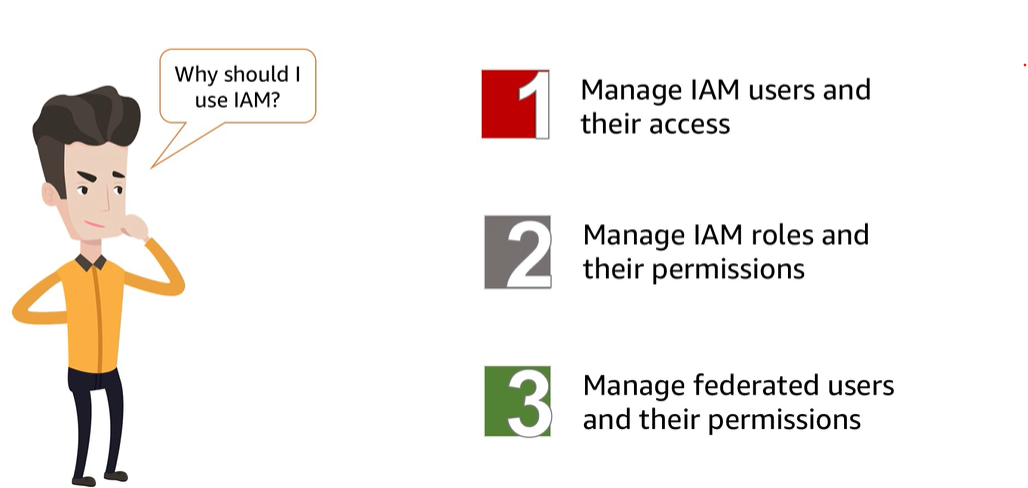 Why should I
use IAM?
1
Manage IAM users and
their access
2
Manage IAM roles and
their permissions
3
Manage federated users
and their permissions